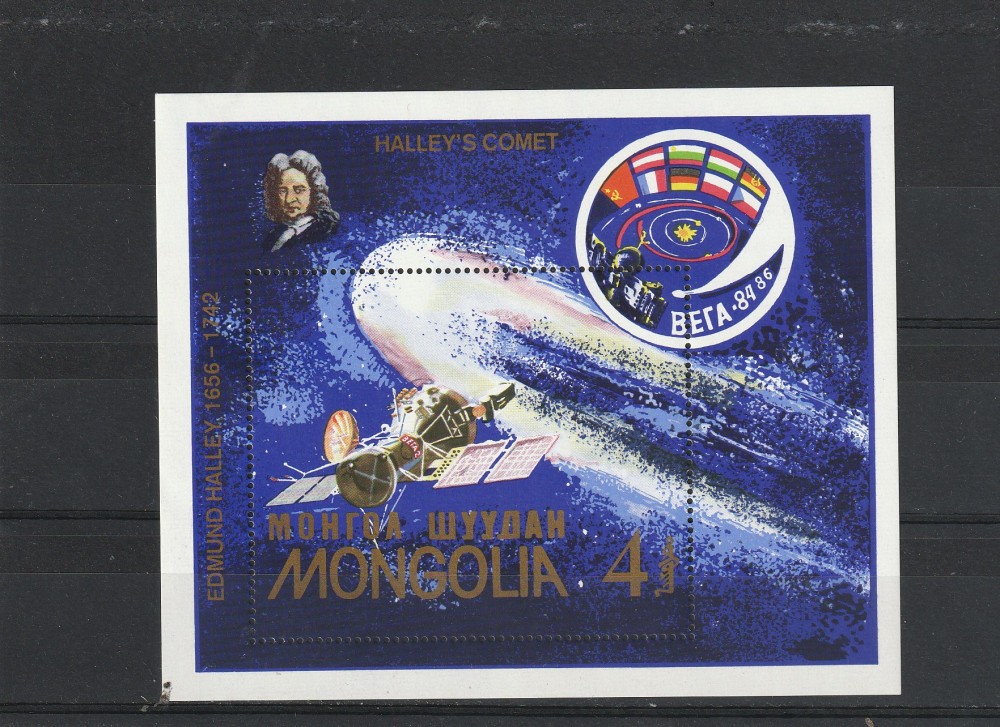 HALLEY'S COMET
ВЕГА·84 86
EDMUND HALLEY 1656-1742
МОНГОЛ ШУУДАН
MONGOLIA 4